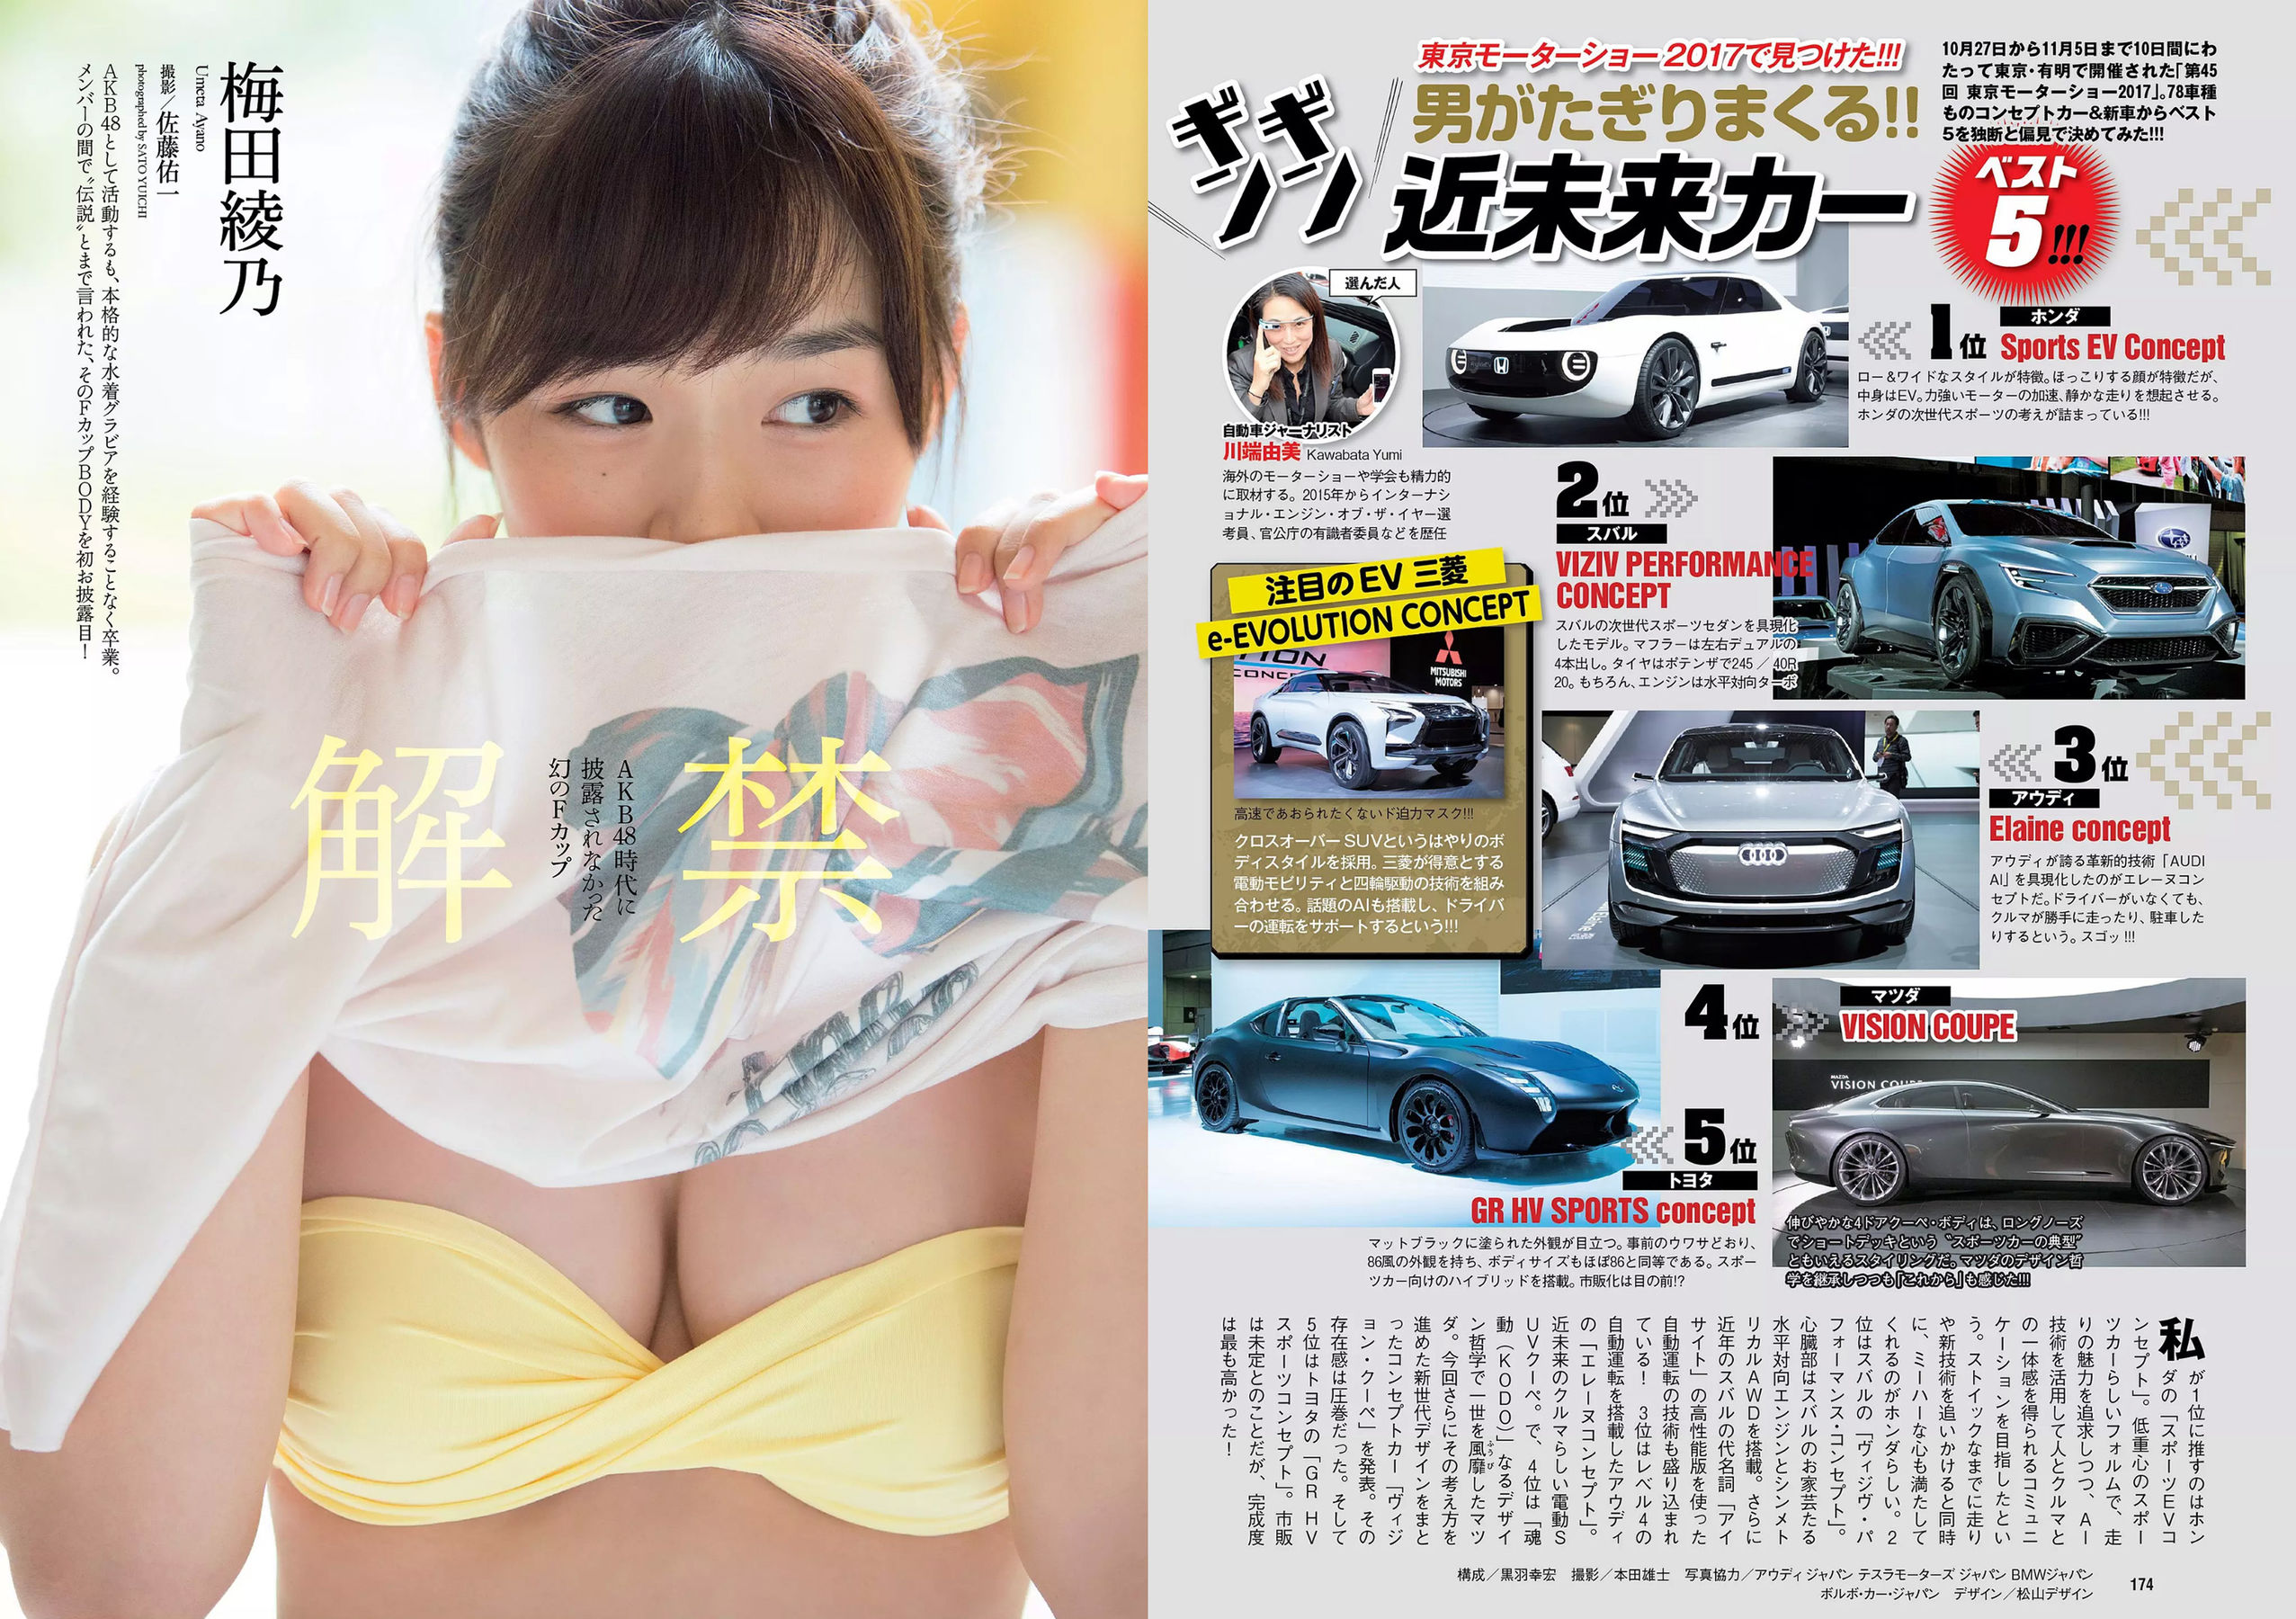 梅田綾乃
Umeta Ayano
撮影／佐藤佑一
photographed by SATO YUICHI
AKB48として活動するも、本格的な水着グラビアを経験することなく卒業。
メンバーの間で〝伝説〟とまで言われた、そのFカップBODYを初お披露目！
解禁
AKB48時代に
披露されなかった
幻のFカップ
東京モーターショー2017で見つけた!!!
男がたぎりまくる!!
ギンギン
近未来カー
ベスト
5!!!
10月27日から11月5日まで10日間にわ
たって東京・有明で開催された「第45
回 東京モーターショー2017」。78車種
ものコンセプトカー&新車からベスト
5を独断と偏見で決めてみた!!!
選んだ人
自動車ジャーナリスト
川端由美 Kawabata Yumi
海外のモーターショーや学会も精力的
に取材する。2015年からインターナシ
ョナル・エンジン・オブ・ザ・イヤー選
考員、官公庁の有識者委員などを歴任
1位
ホンダ
Sports EV Concept
ロー＆ワイドなスタイルが特徴。ほっこりする顔が特徴だが、
中身はEV。力強いモーターの加速、静かな走りを想起させる。
ホンダの次世代スポーツの考えが詰まっている!!!
2位
スバル
VIZIV PERFORMANCE
CONCEPT
スバルの次世代スポーツセダンを具現化
したモデル。マフラーは左右デュアルの
4本出し。タイヤはポテンザで245／40R
20。もちろん、エンジンは水平対向ターボ
注目のEV 三菱
e-EVOLUTION CONCEPT
MITSUBISHI
MOTORS
高速であおられたくないド迫力マスク!!!
クロスオーバーSUVというはやりのボ
ディスタイルを採用。三菱が得意とする
電動モビリティと四輪駆動の技術を組み
合わせる。話題のAIも搭載し、ドライバ
ーの運転をサポートするという!!!
3位
アウディ
Elaine concept
アウディが誇る革新的技術「AUDI
AI」を具現化したのがエレーヌコン
セプトだ。ドライバーがいなくても、
クルマが勝手に走ったり、駐車した
りするという。スゴッ!!!
4位
マツダ
VISION COUPE
MAZDA
VISION COUPE
伸びやかな4ドアクーペ・ボディは、ロングノーズ
でショートデッキという〝スポーツカーの典型〟
ともいえるスタイリングだ。マツダのデザイン哲
学を継承しつつも「これから」も感じた!!!
5位
トヨタ
GR HV SPORTS concept
マットブラックに塗られた外観が目立つ。事前のウワサどおり、
86風の外観を持ち、ボディサイズもほぼ86と同等である。スポー
ツカー向けのハイブリッドを搭載。市販化は目の前!?
私が1位に推すのはホン
ダの「スポーツEVコ
ンセプト」。低重心のスポー
ツカーらしいフォルムで、走
りの魅力を追求しつつ、AI
技術を活用して人とクルマと
の一体感を得られるコミュニ
ケーションを目指したとい
う。ストイックなまでに走り
や新技術を追いかけると同時
に、ミーハーな心も満たして
くれるのがホンダらしい。2
位はスバルの「ヴィジヴ・パ
フォーマンス・コンセプト」。
心臓部はスバルのお家芸たる
水平対向エンジンとシンメト
リカルAWDを搭載。さらに
近年のスバルの代名詞「アイ
サイト」の高性能版を使った
自動運転の技術も盛り込まれ
ている！ 3位はレベル4の
自動運転を搭載したアウディ
の「エレーヌコンセプト」。
近未来のクルマらしい電動S
UVクーペ。で、4位は「魂
動（KODO）」なるデザイ
ン哲学で一世を風靡（ふうび）したマツ
ダ。今回さらにその考え方を
進めた新世代デザインをまと
ったコンセプトカー「ヴィジ
ョン・クーペ」を発表。その
存在感は圧巻だった。そして
5位はトヨタの「GR HV
スポーツコンセプト」。市販
は未定とのことだが、完成度
は最も高かった！
構成／黒羽幸宏 撮影／本田雄士 写真協力／アウディ ジャパン テスラモーターズ ジャパン BMWジャパン
ボルボ・カー・ジャパン デザイン／松山デザイン
174